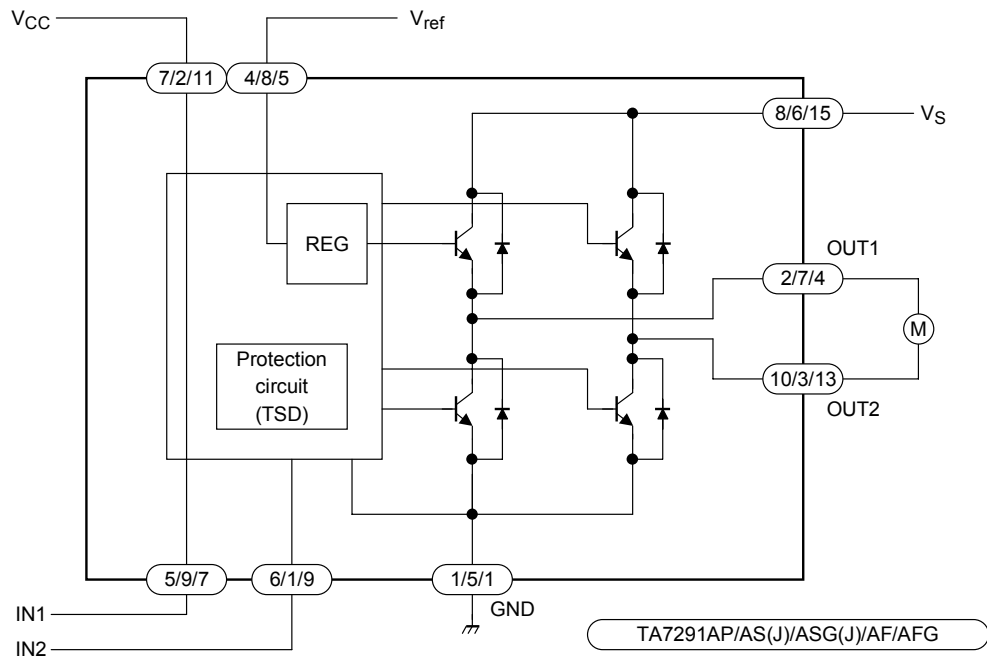 VCC
Vref
7/2/11
4/8/5
8/6/15
VS
REG
OUT1
2/7/4
M
Protection
circuit
(TSD)
10/3/13
OUT2
5/9/7
6/1/9
1/5/1
GND
IN1
IN2
TA7291AP/AS(J)/ASG(J)/AF/AFG